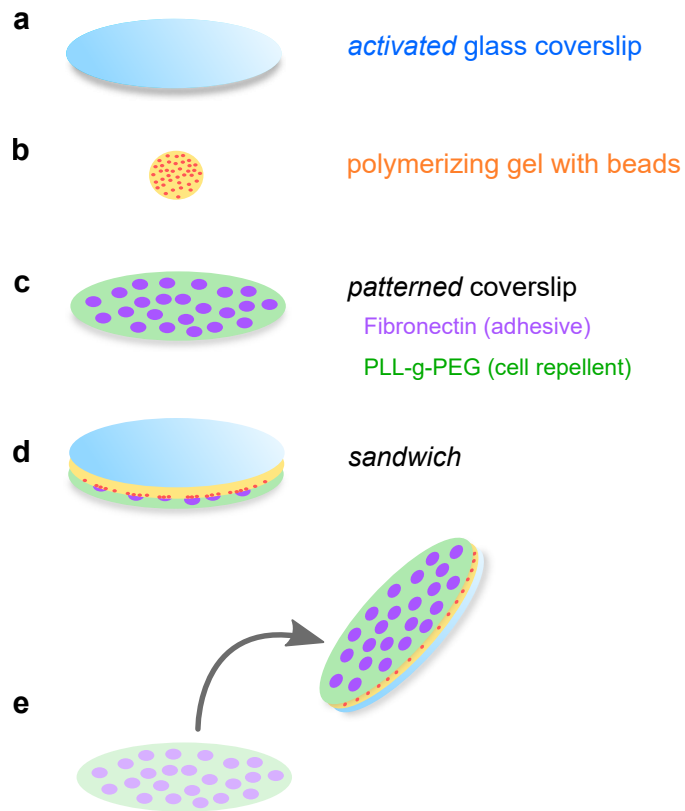 a
activated glass coverslip
b
polymerizing gel with beads
c
patterned coverslip
Fibronectin (adhesive)
PLL-g-PEG (cell repellent)
d
sandwich
e